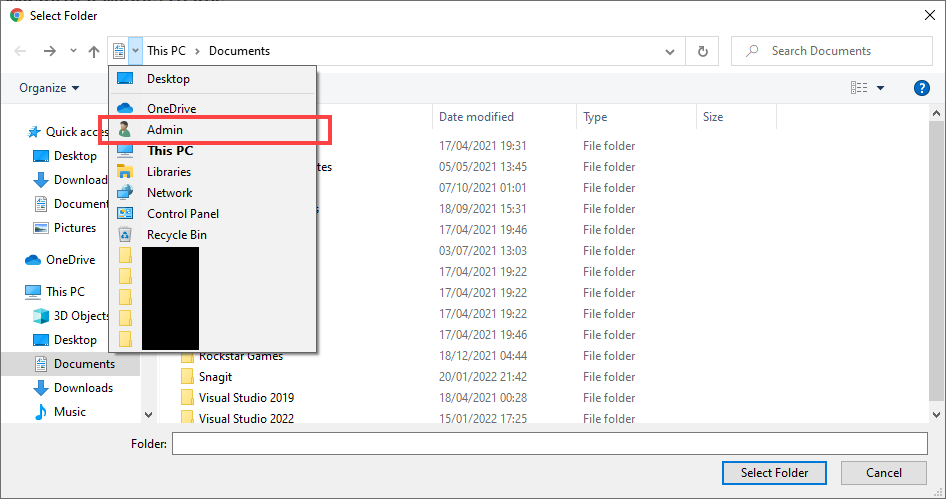 Select Folder
This PC > Documents
Search Documents
Organize
Desktop
OneDrive
Admin
This PC
Libraries
Network
Control Panel
Recycle Bin
Quick acces
Desktop
Download
Document
Pictures
OneDrive
This PC
3D Objects
Desktop
Documents
Downloads
Music
Date modified Type Size
17/04/2021 19:31 File folder
tes 05/05/2021 13:45 File folder
07/10/2021 01:01 File folder
s 18/09/2021 15:31 File folder
17/04/2021 19:46 File folder
03/07/2021 13:03 File folder
17/04/2021 19:22 File folder
17/04/2021 19:22 File folder
17/04/2021 19:22 File folder
17/04/2021 19:46 File folder
Rockstar Games 18/12/2021 04:44 File folder
Snagit 20/01/2022 21:42 File folder
Visual Studio 2019 18/04/2021 00:28 File folder
Visual Studio 2022 15/01/2022 17:25 File folder
Folder:
Select Folder Cancel